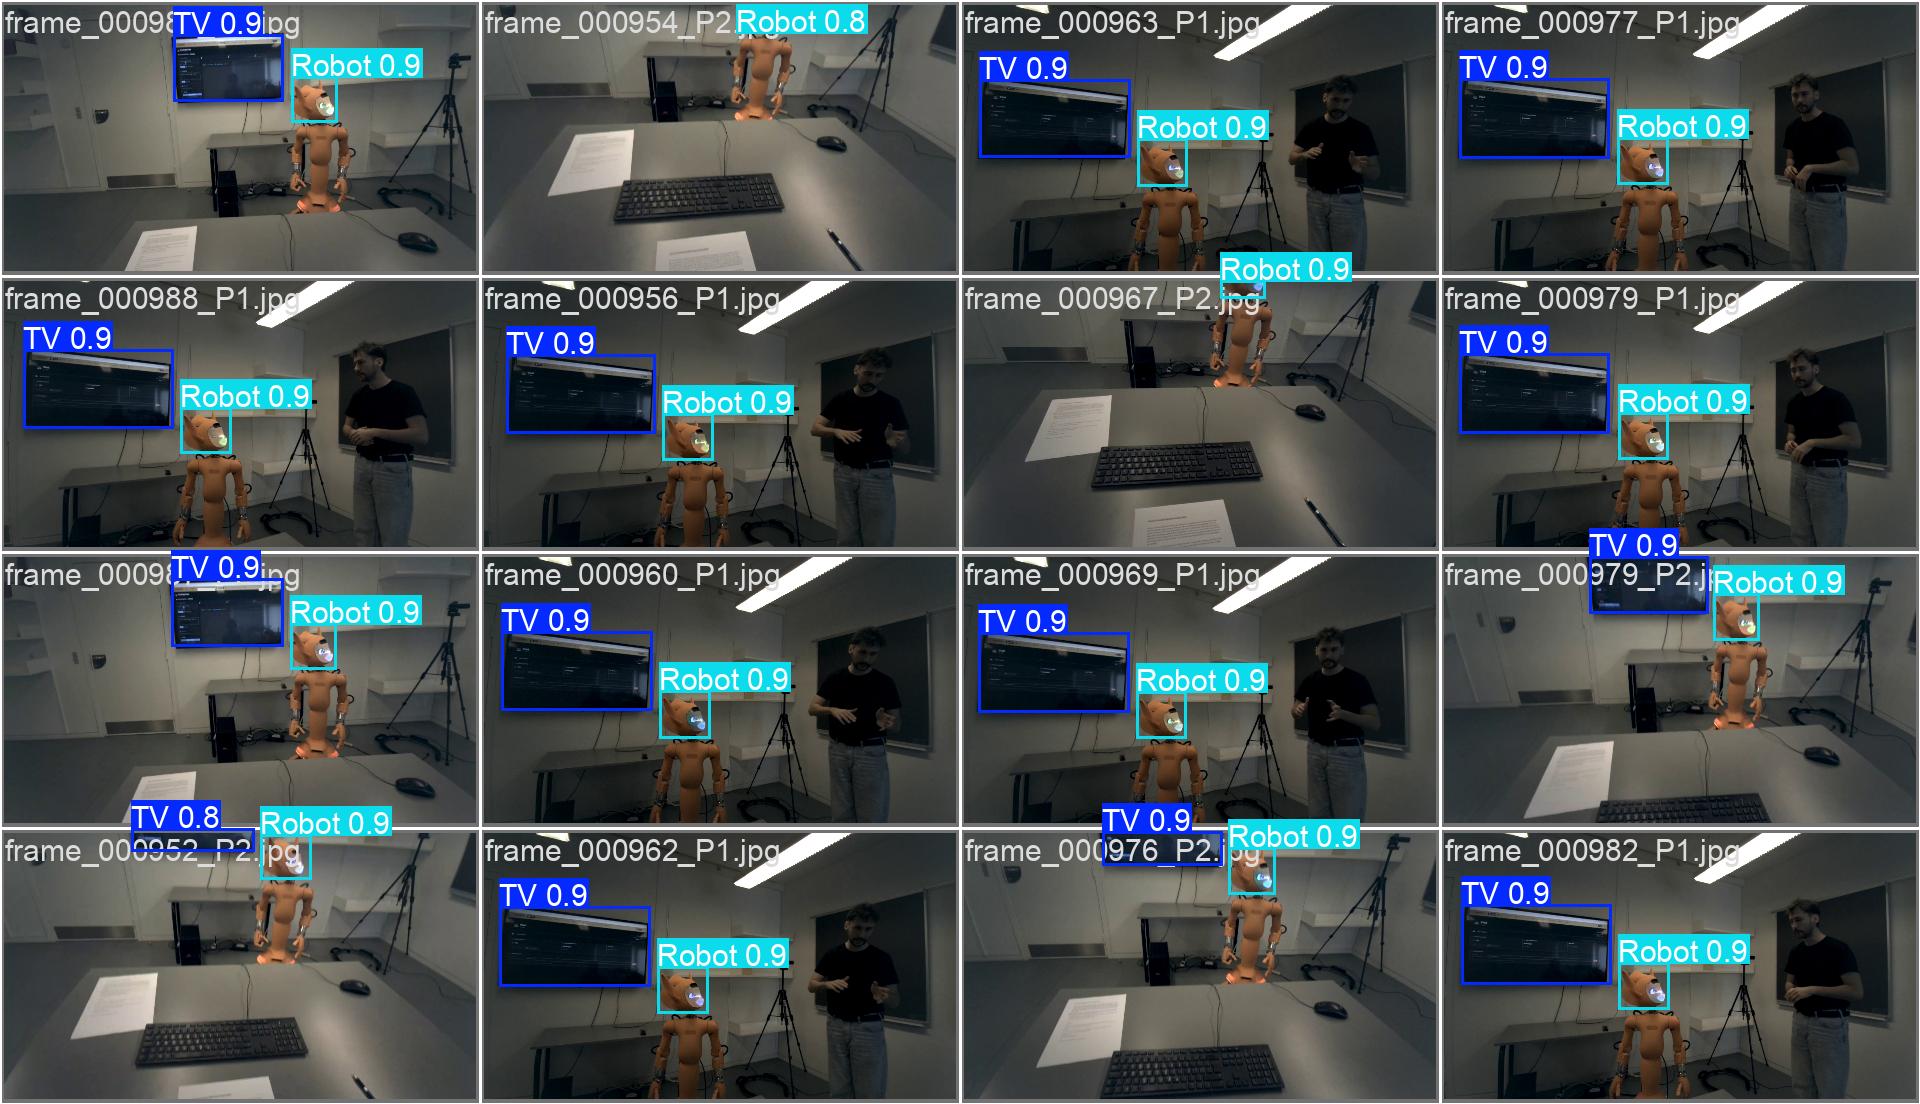 TV 0.9
Robot 0.9
frame_000954_P2.jpg
Robot 0.8
frame_000963_P1.jpg
TV 0.9
Robot 0.9
frame_000977_P1.jpg
TV 0.9
Robot 0.9
frame_000988_P1.jpg
TV 0.9
Robot 0.9
frame_000956_P1.jpg
TV 0.9
Robot 0.9
Robot 0.9
frame_000967_P2.jpg
frame_000979_P1.jpg
TV 0.9
Robot 0.9
TV 0.9
Robot 0.9
frame_000960_P1.jpg
TV 0.9
Robot 0.9
frame_000969_P1.jpg
TV 0.9
Robot 0.9
TV 0.9
frame_000979_P2.jpg
Robot 0.9
TV 0.8
Robot 0.9
frame_000952_P2.jpg
frame_000962_P1.jpg
TV 0.9
Robot 0.9
TV 0.9
Robot 0.9
frame_000976_P2.jpg
frame_000982_P1.jpg
TV 0.9
Robot 0.9